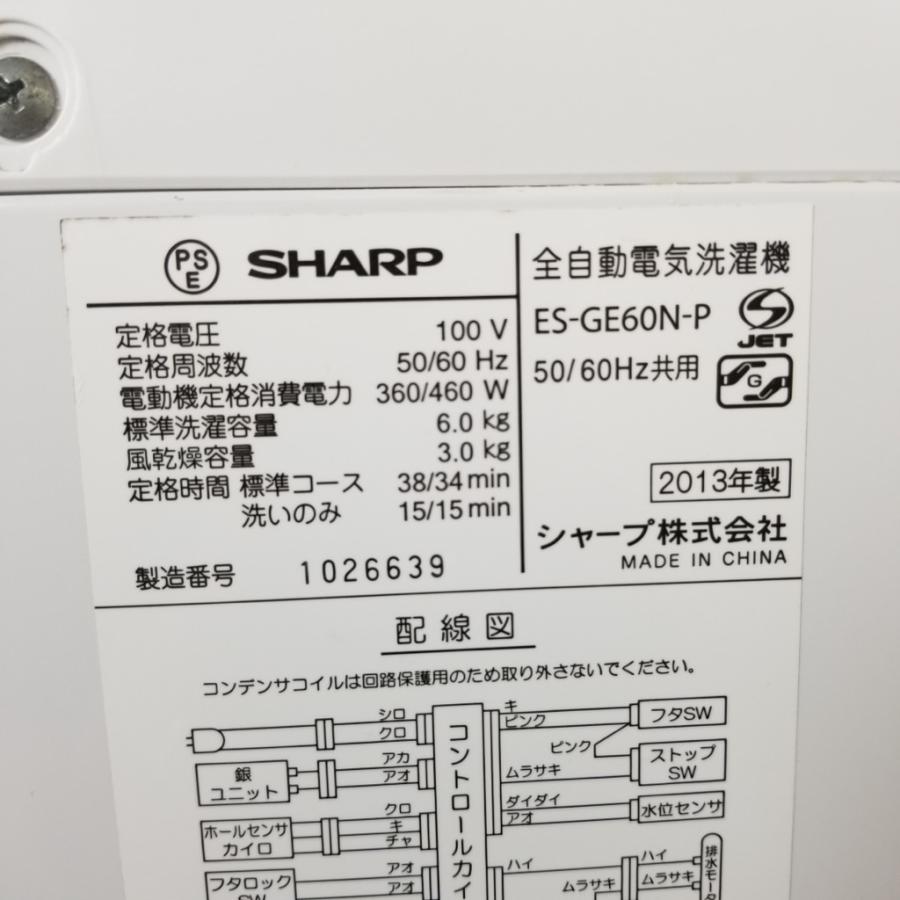 PSE SHARP
定格電圧 100 V
定格周波数 50/60 Hz
電動機定格消費電力 360/460 W
標準洗濯容量 6.0 kg
風乾燥容量 3.0 kg
定格時間 標準コース 38/34 min
洗いのみ 15/15 min
製造番号 1026639
全自動電気洗濯機
ES-GE60N-P
JET
50/60Hz共用
G
2013年製
シャープ株式会社
MADE IN CHINA
配線図
コンデンサコイルは回路保護用のため取り外さないでください。
シロ
クロ
銀
ユニット
アカ
アオ
ホールセンサ
カイロ
クロ
キ
チャ
フタロック
SW
アオ
アオ
コントロールカイ
キ
ピンク
フタSW
ピンク
ムラサキ
ストップ
SW
ダイダイ
アオ
水位センサ
ハイ
ハイ
ムラサキ
ムラサキ
排水モータ